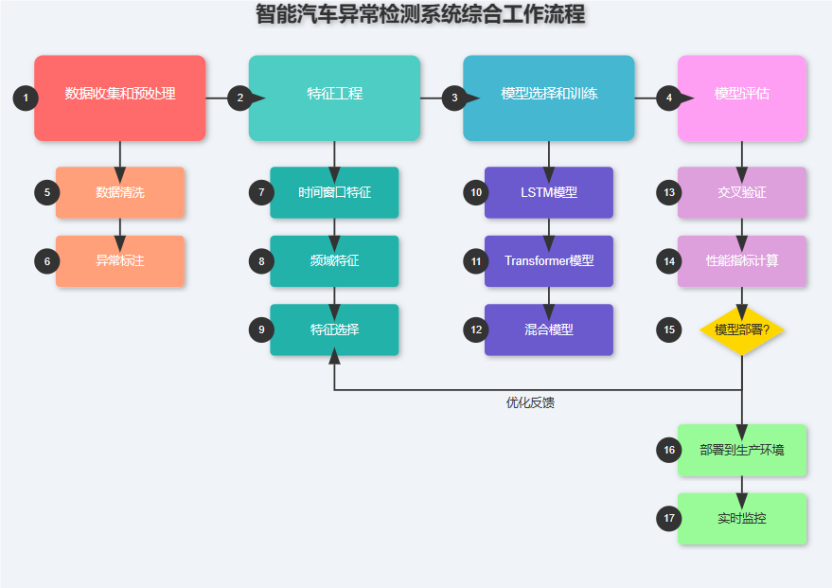 智能汽车异常检测系统综合工作流程
1
数据收集和预处理
2
特征工程
3
模型选择和训练
4
模型评估
5
数据清洗
6
异常标注
7
时间窗口特征
8
频域特征
9
特征选择
10
LSTM模型
11
Transformer模型
12
混合模型
13
交叉验证
14
性能指标计算
15
模型部署?
优化反馈
16
部署到生产环境
17
实时监控